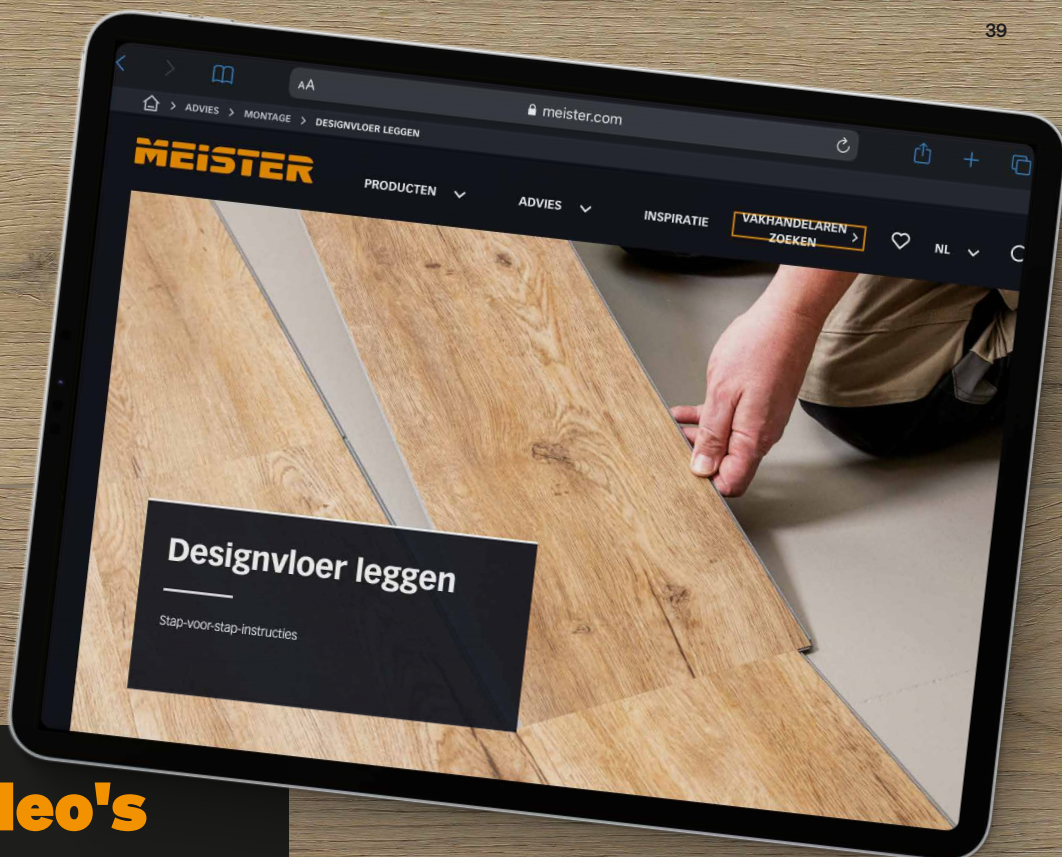 39
AA
meister.com
ADVIES > MONTAGE > DESIGNVLOER LEGGEN
MEISTER
PRODUCTEN
ADVIES
INSPIRATIE
VAKHANDELAREN
ZOEKEN
NL
Designvloer leggen
Stap-voor-stap-instructies